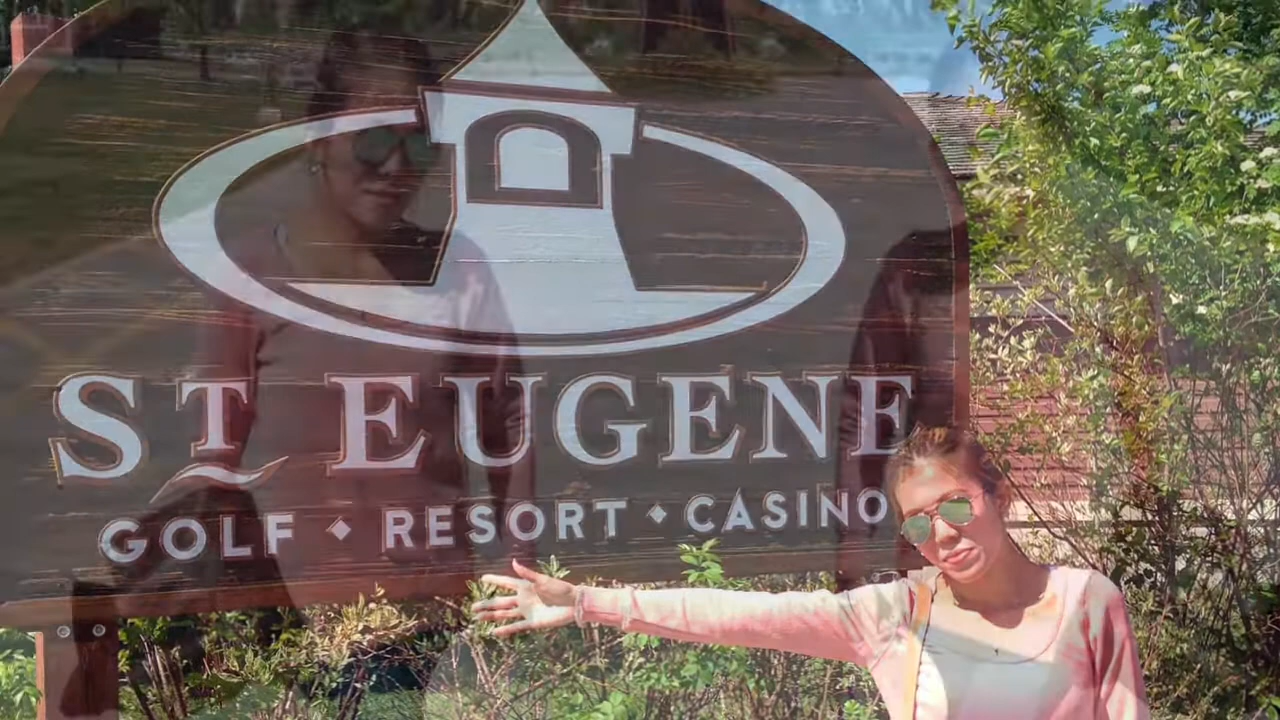 ST EUGENE
GOLF ◆ RESORT ◆ CASINO